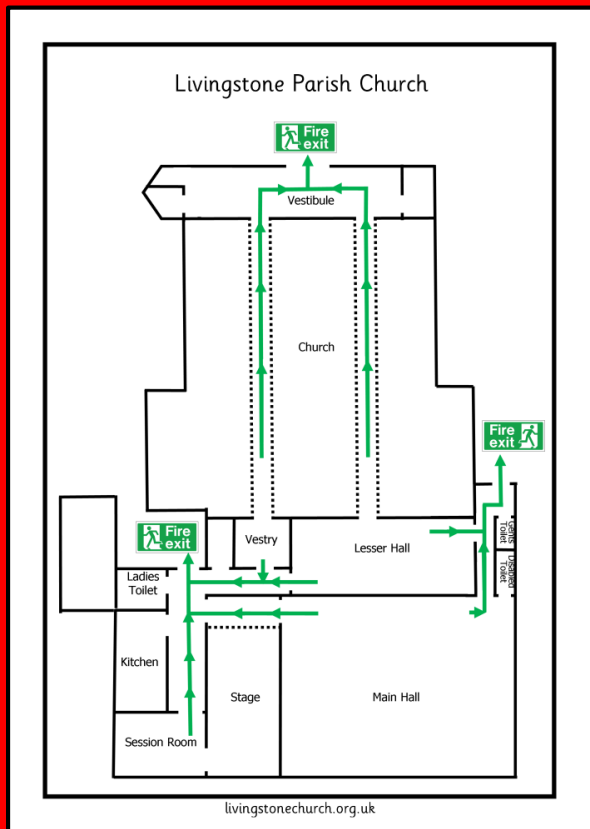 Livingstone Parish Church
Fire
exit
Vestibule
Church
Fire
exit
Fire
exit
Vestry
Lesser Hall
Gents
Toilet
Disabled
Toilet
Ladies
Toilet
Kitchen
Stage
Main Hall
Session Room
livingstonechurch.org.uk